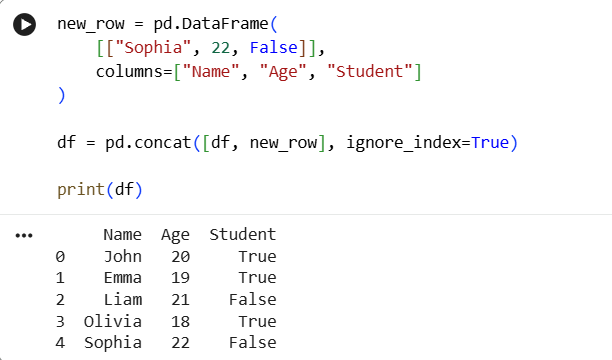 new_row = pd.DataFrame(
    [["Sophia", 22, False]],
    columns=["Name", "Age", "Student"]
)

df = pd.concat([df, new_row], ignore_index=True)

print(df)
...
     Name  Age  Student
0    John   20     True
1    Emma   19     True
2    Liam   21    False
3  Olivia   18     True
4  Sophia   22    False